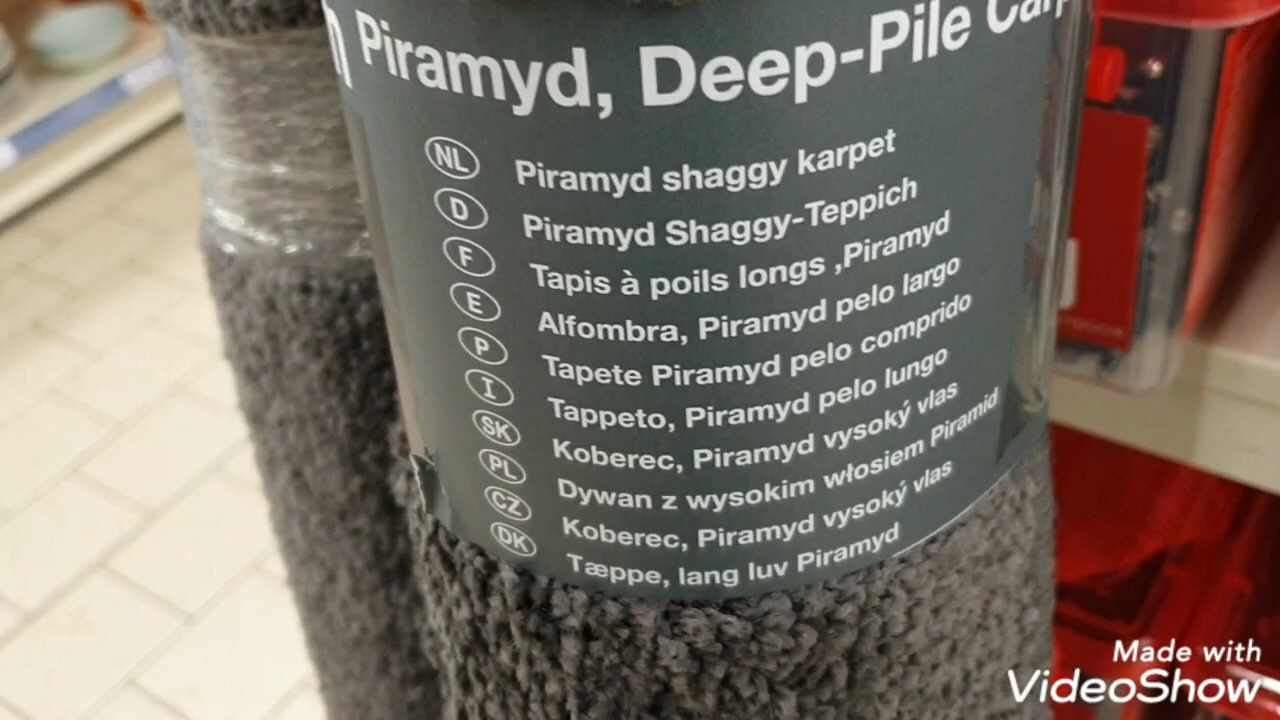 Piramyd, Deep-Pile
NL Piramyd shaggy karpet
D Piramyd Shaggy-Teppich
F Tapis à poils longs ,Piramyd
E Alfombra, Piramyd pelo largo
P Tapete Piramyd pelo comprido
I Tappeto, Piramyd pelo lungo
SK Koberec, Piramyd vysoký vlas
PL Dywan z wysokim włosiem Piramid
CZ Koberec, Piramyd vysoký vlas
DK Tæppe, lang luv Piramyd
Made with
VideoShow